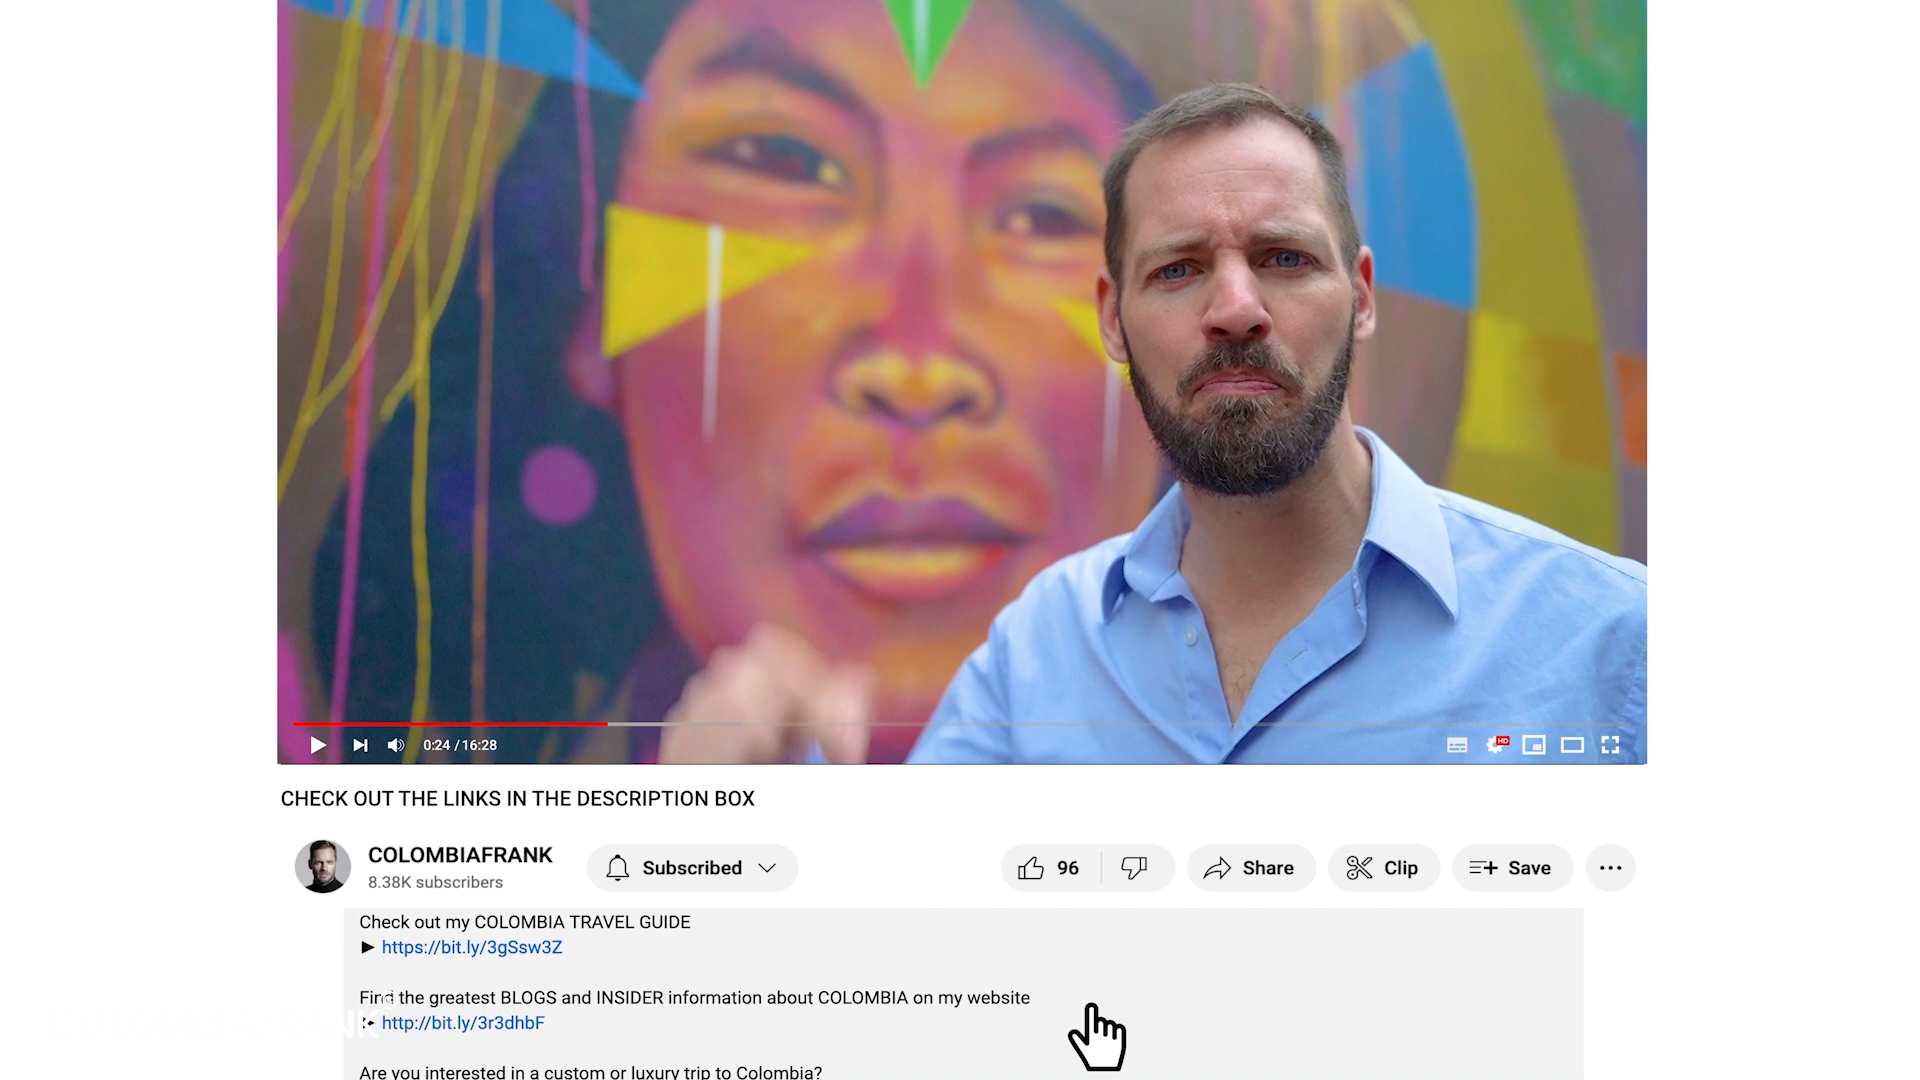 0:24 / 16:28
HD
CHECK OUT THE LINKS IN THE DESCRIPTION BOX
COLOMBIAFRANK
8.38K subscribers
Subscribed
96
Share
Clip
Save
Check out my COLOMBIA TRAVEL GUIDE
► https://bit.ly/3gSsw3Z
Find the greatest BLOGS and INSIDER information about COLOMBIA on my website
http://bit.ly/3r3dhbF
Are you interested in a custom or luxury trip to Colombia?